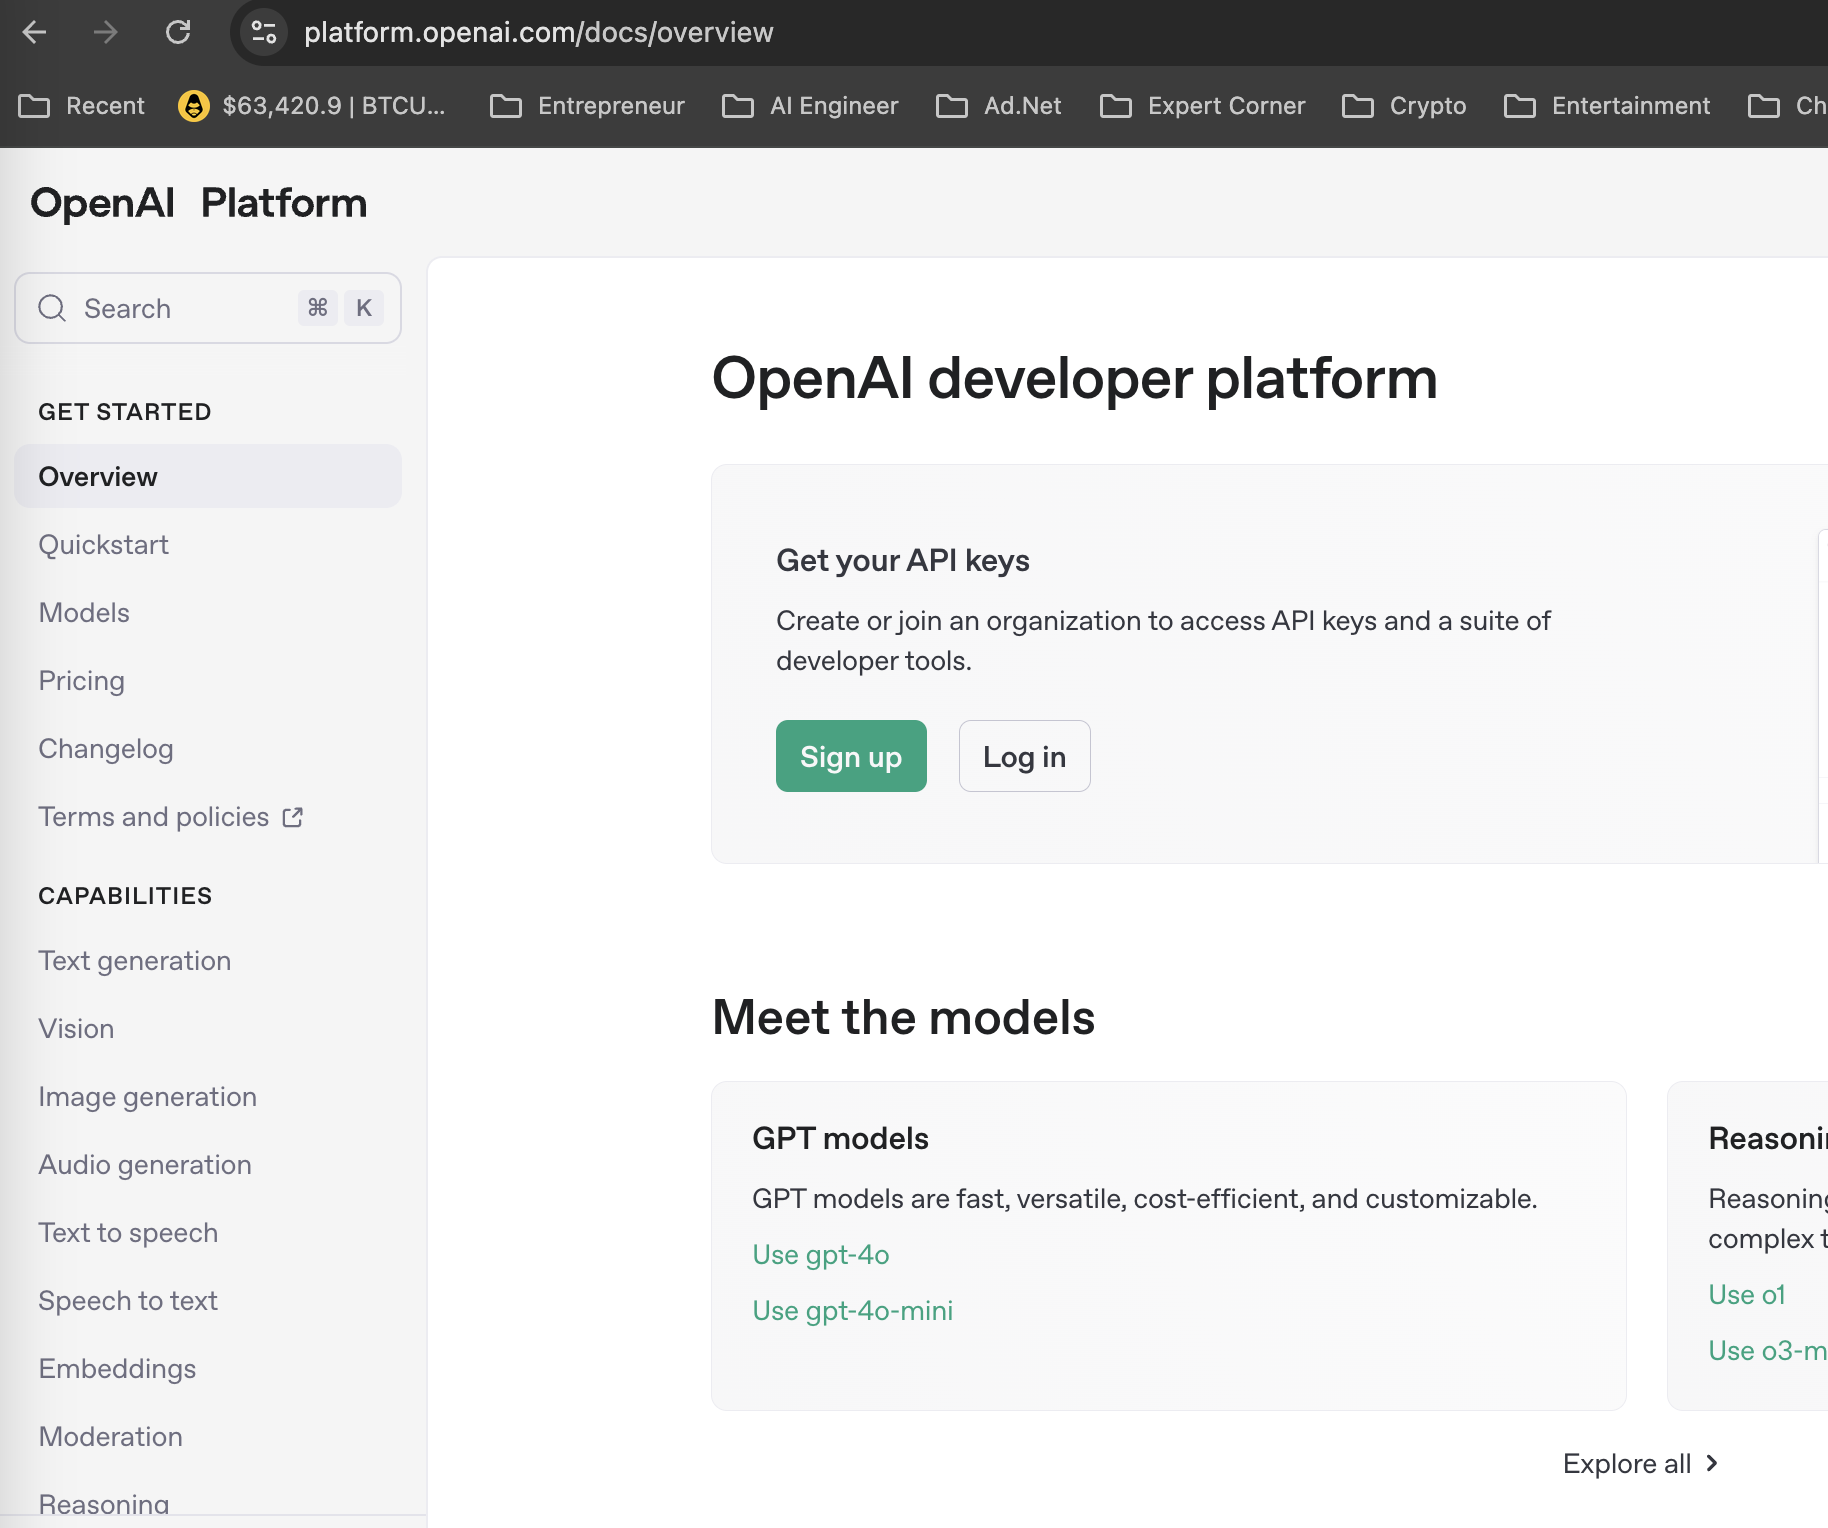 platform.openai.com/docs/overview
Recent
$63,420.9 | BTCU...
Entrepreneur
AI Engineer
Ad.Net
Expert Corner
Crypto
Entertainment
Ch
OpenAI Platform
Search ⌘ K
GET STARTED
Overview
Quickstart
Models
Pricing
Changelog
Terms and policies
CAPABILITIES
Text generation
Vision
Image generation
Audio generation
Text to speech
Speech to text
Embeddings
Moderation
Reasoning
OpenAI developer platform
Get your API keys
Create or join an organization to access API keys and a suite of
developer tools.
Sign up
Log in
Meet the models
GPT models
GPT models are fast, versatile, cost-efficient, and customizable.
Use gpt-4o
Use gpt-4o-mini
Reasonin
Reasoning
complex t
Use o1
Use o3-m
Explore all